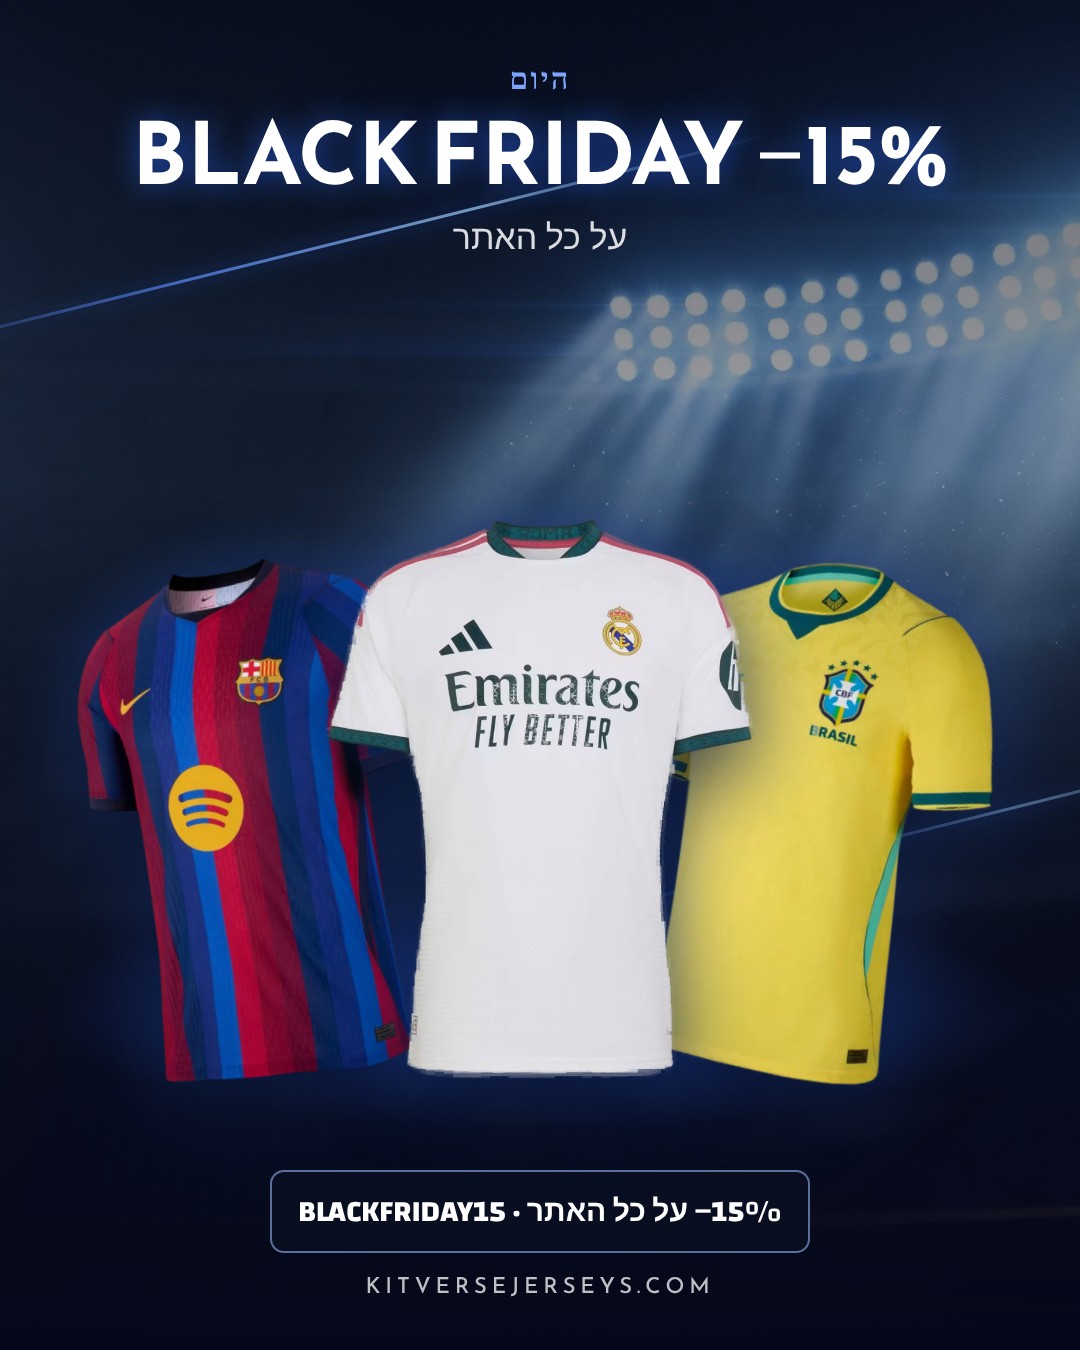 היום
BLACK FRIDAY –15%
על כל האתר
Emirates
FLY BETTER
FCB
CBF
BRASIL
–15% על כל האתר • BLACKFRIDAY15
KITVERSEJERSEYS.COM